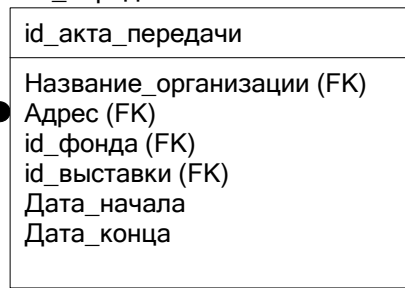 id_акта_передачи
Название_организации (FK)
Адрес (FK)
id_фонда (FK)
id_выставки (FK)
Дата_начала
Дата_конца